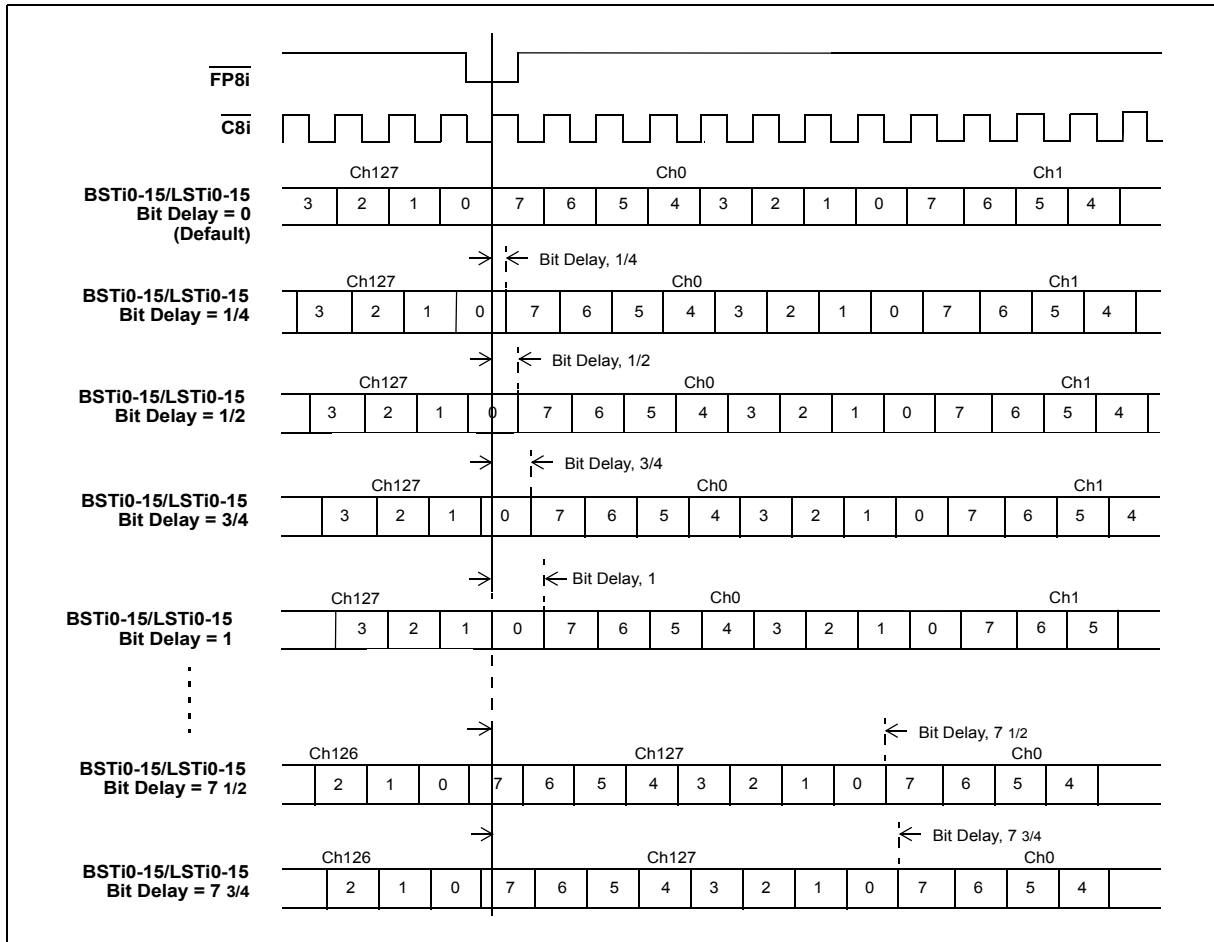 FP8i
C8i
Ch127 Ch0 Ch1
BSTi0-15/LSTi0-15
Bit Delay = 0
(Default)
3 2 1 0 7 6 5 4 3 2 1 0 7 6 5 4
Bit Delay, 1/4
Ch127 Ch0 Ch1
BSTi0-15/LSTi0-15
Bit Delay = 1/4
3 2 1 0 7 6 5 4 3 2 1 0 7 6 5 4
Bit Delay, 1/2
Ch127 Ch0 Ch1
BSTi0-15/LSTi0-15
Bit Delay = 1/2
3 2 1 0 7 6 5 4 3 2 1 0 7 6 5 4
Bit Delay, 3/4
Ch127 Ch0 Ch1
BSTi0-15/LSTi0-15
Bit Delay = 3/4
3 2 1 0 7 6 5 4 3 2 1 0 7 6 5 4
Bit Delay, 1
Ch127 Ch0 Ch1
BSTi0-15/LSTi0-15
Bit Delay = 1
3 2 1 0 7 6 5 4 3 2 1 0 7 6 5
Bit Delay, 7 1/2
Ch126 Ch127 Ch0
BSTi0-15/LSTi0-15
Bit Delay = 7 1/2
2 1 0 7 6 5 4 3 2 1 0 7 6 5 4
Bit Delay, 7 3/4
Ch126 Ch127 Ch0
BSTi0-15/LSTi0-15
Bit Delay = 7 3/4
2 1 0 7 6 5 4 3 2 1 0 7 6 5 4